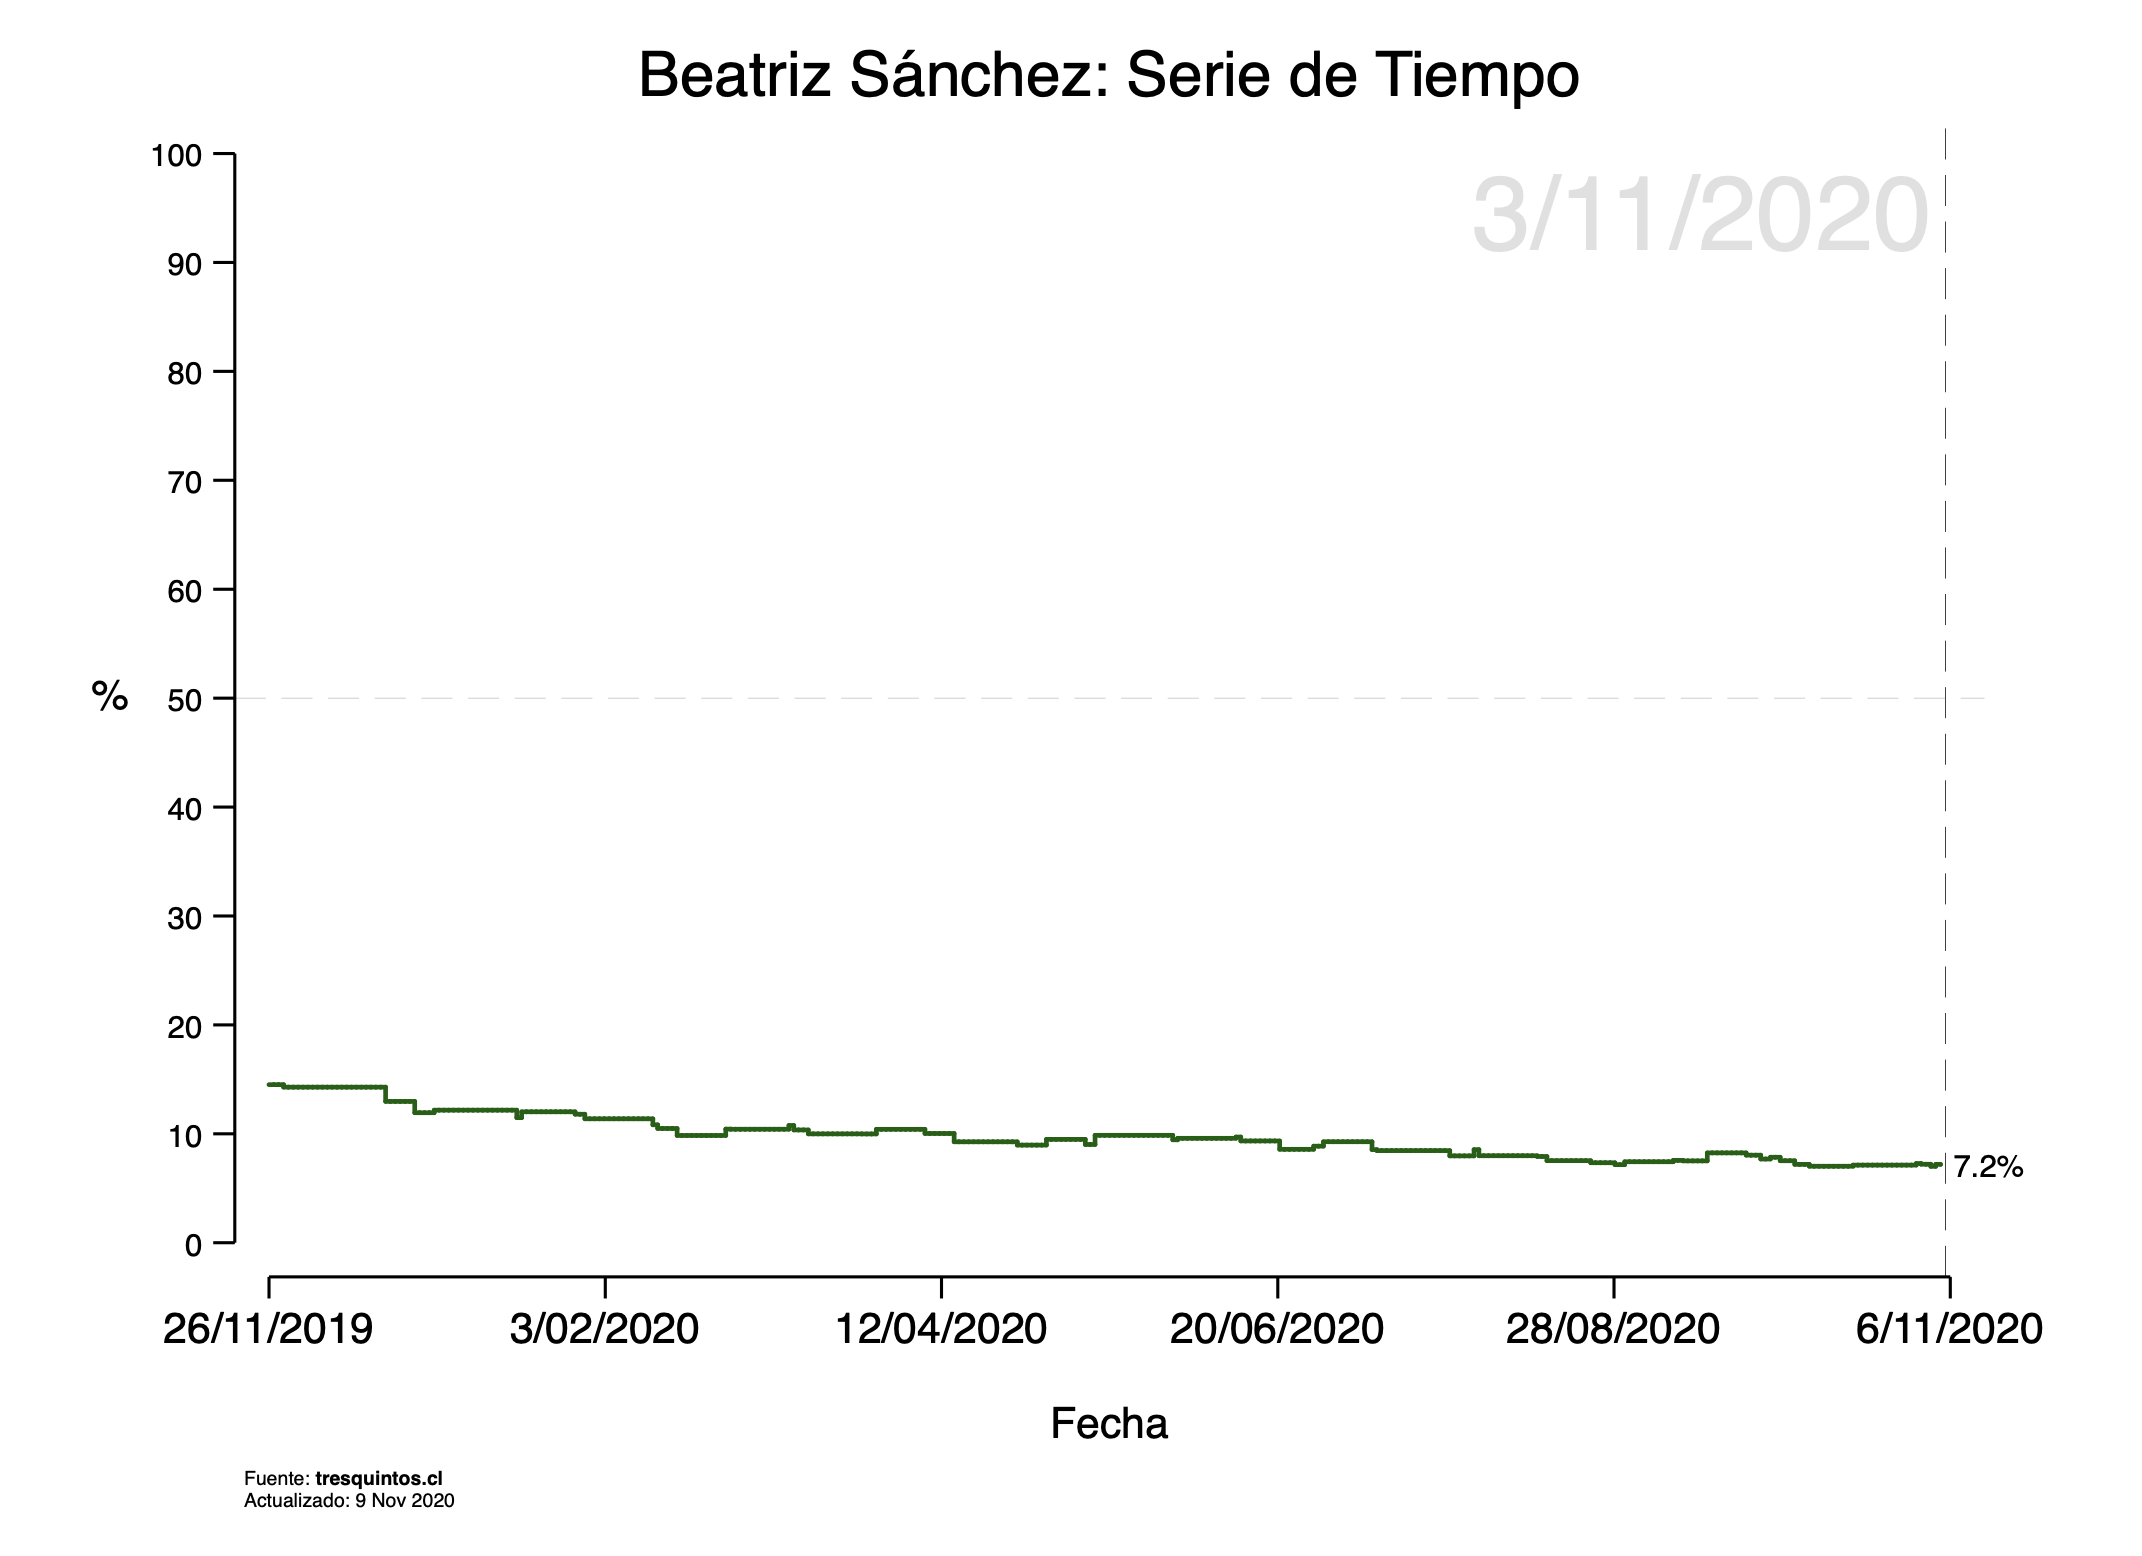 Beatriz Sánchez: Serie de Tiempo
3/11/2020
100
90
80
70
60
50
40
30
20
10
0
%
7.2%
26/11/2019 3/02/2020 12/04/2020 20/06/2020 28/08/2020 6/11/2020
Fecha
Fuente: tresquintos.cl
Actualizado: 9 Nov 2020